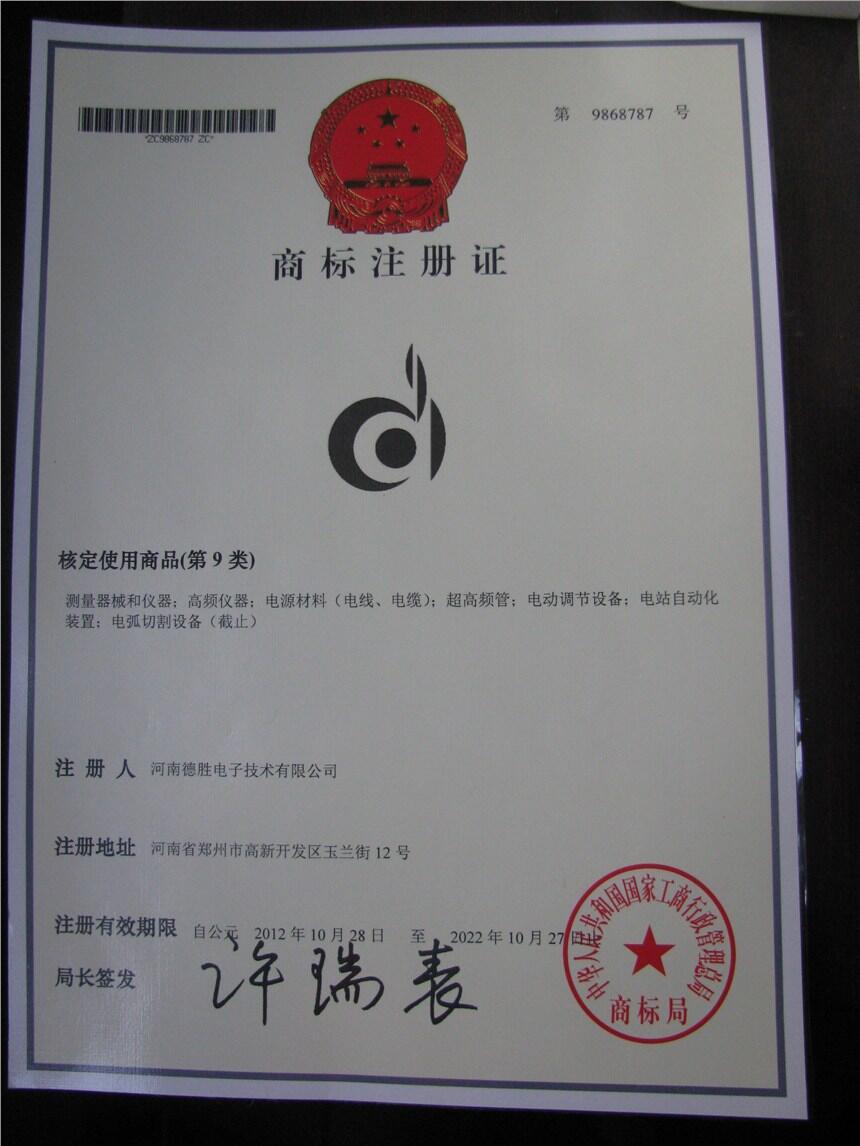 第 9868787 号
*ZC9868787 ZC*
商标注册证
核定使用商品(第 9 类)
测量器械和仪器；高频仪器；电源材料（电线、电缆）；超高频管；电动调节设备；电站自动化
装置；电弧切割设备（截止）
注 册 人 河南德胜电子技术有限公司
注册地址 河南省郑州市高新开发区玉兰街 12 号
注册有效期限 自公元 2012 年 10 月 28 日 至 2022 年 10 月 27 日止
局长签发 许瑞表
中华人民共和国国家工商行政管理总局
商标局